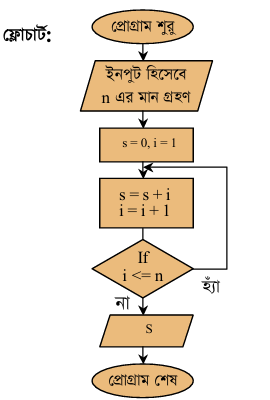 ফ্লোচার্ট:
প্রোগ্রাম শুরু
ইনপুট হিসেবে
n এর মান গ্রহণ
s = 0, i = 1
s = s + i
i = i + 1
If
i <= n
হ্যাঁ
না
s
প্রোগ্রাম শেষ